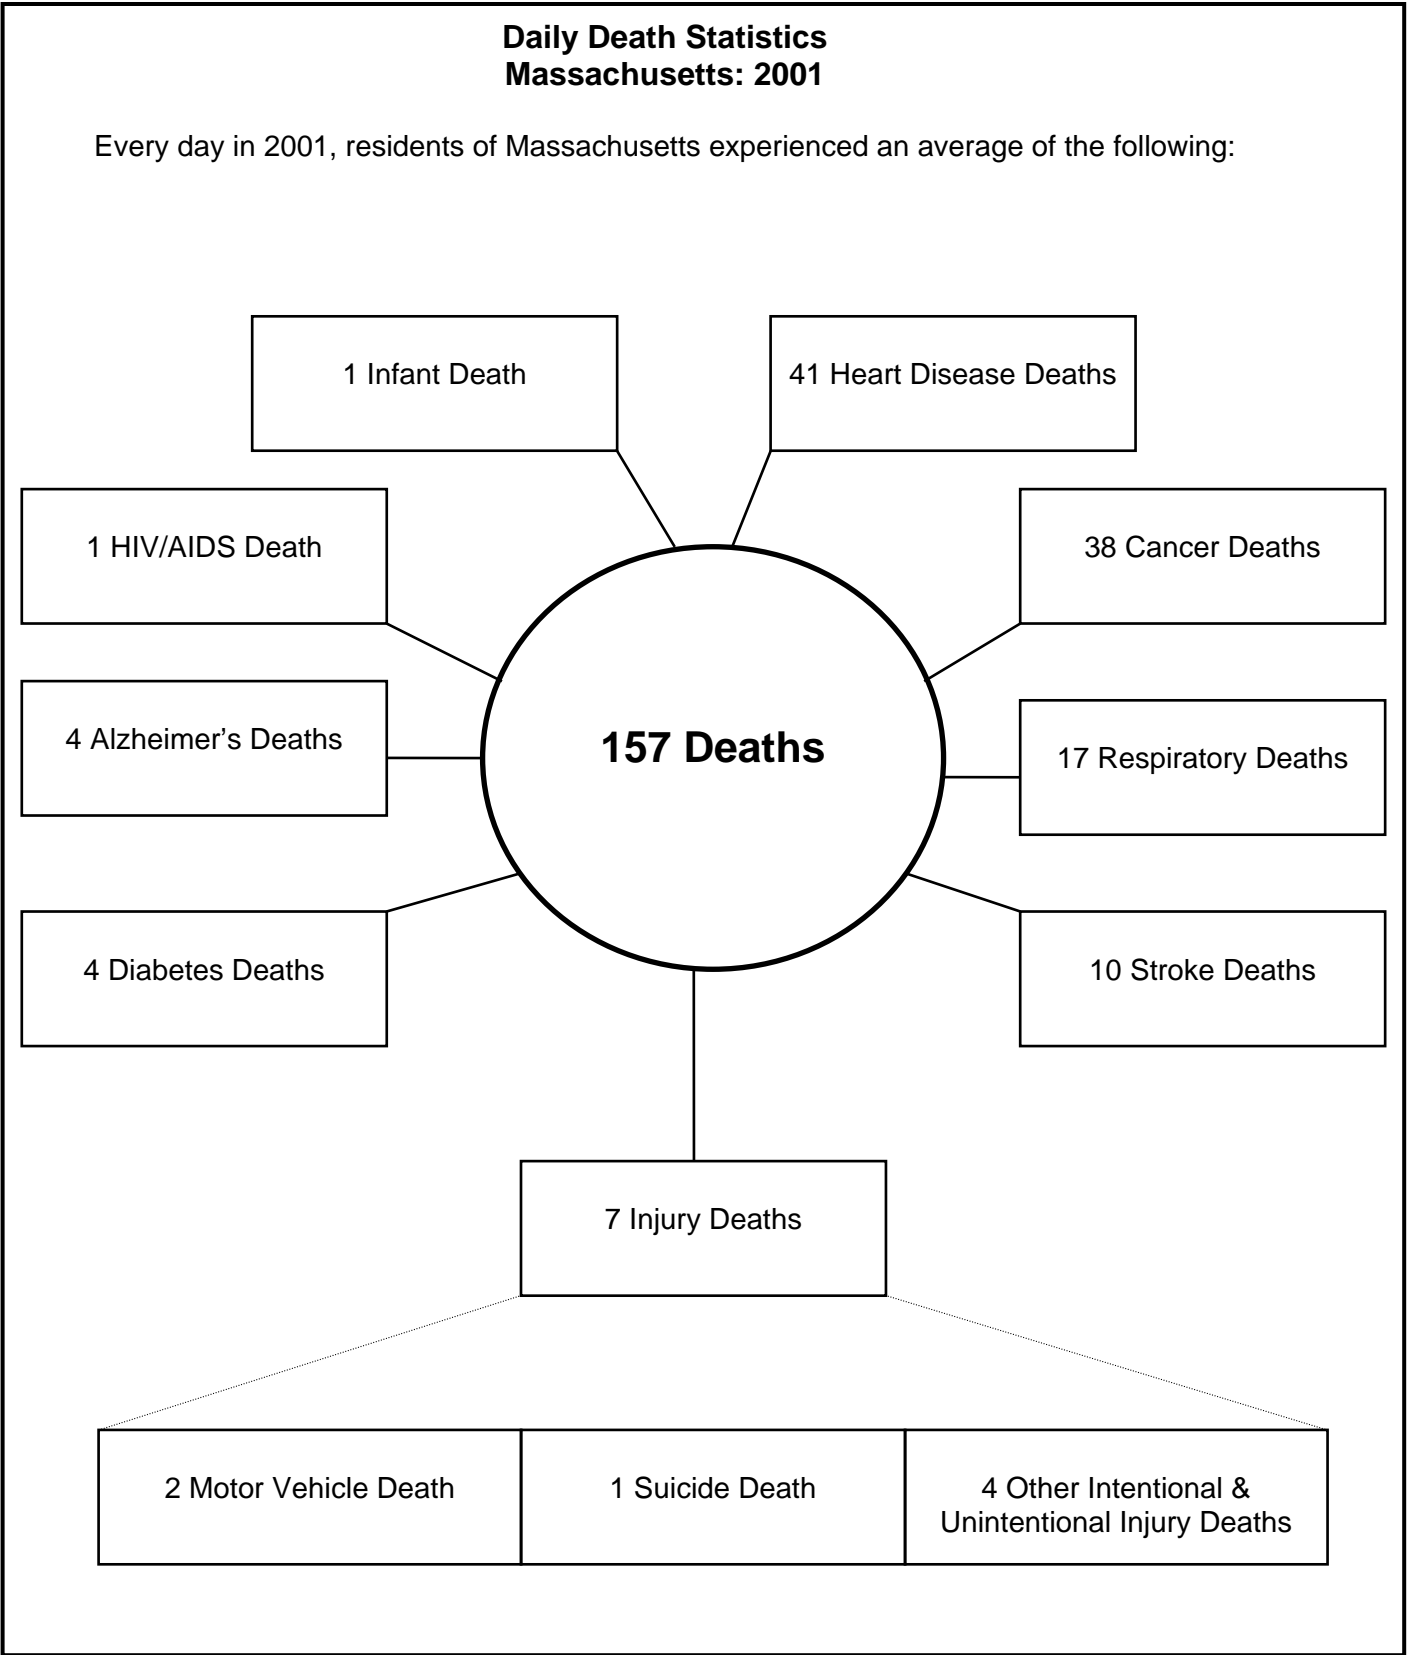 Daily Death Statistics
Massachusetts: 2001
Every day in 2001, residents of Massachusetts experienced an average of the following:
1 Infant Death
41 Heart Disease Deaths
1 HIV/AIDS Death
38 Cancer Deaths
4 Alzheimer’s Deaths
157 Deaths
17 Respiratory Deaths
4 Diabetes Deaths
10 Stroke Deaths
7 Injury Deaths
2 Motor Vehicle Death
1 Suicide Death
4 Other Intentional &
Unintentional Injury Deaths